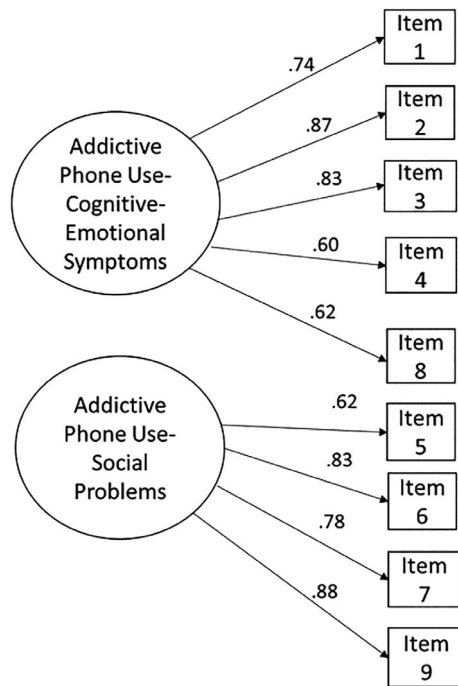 Item
1
.74
Item
2
.87
Addictive
Phone Use-
Cognitive-
Emotional
Symptoms
.83
Item
3
.60
Item
4
.62
Item
8
Addictive
Phone Use-
Social
Problems
.62
Item
5
.83
Item
6
.78
Item
7
.88
Item
9